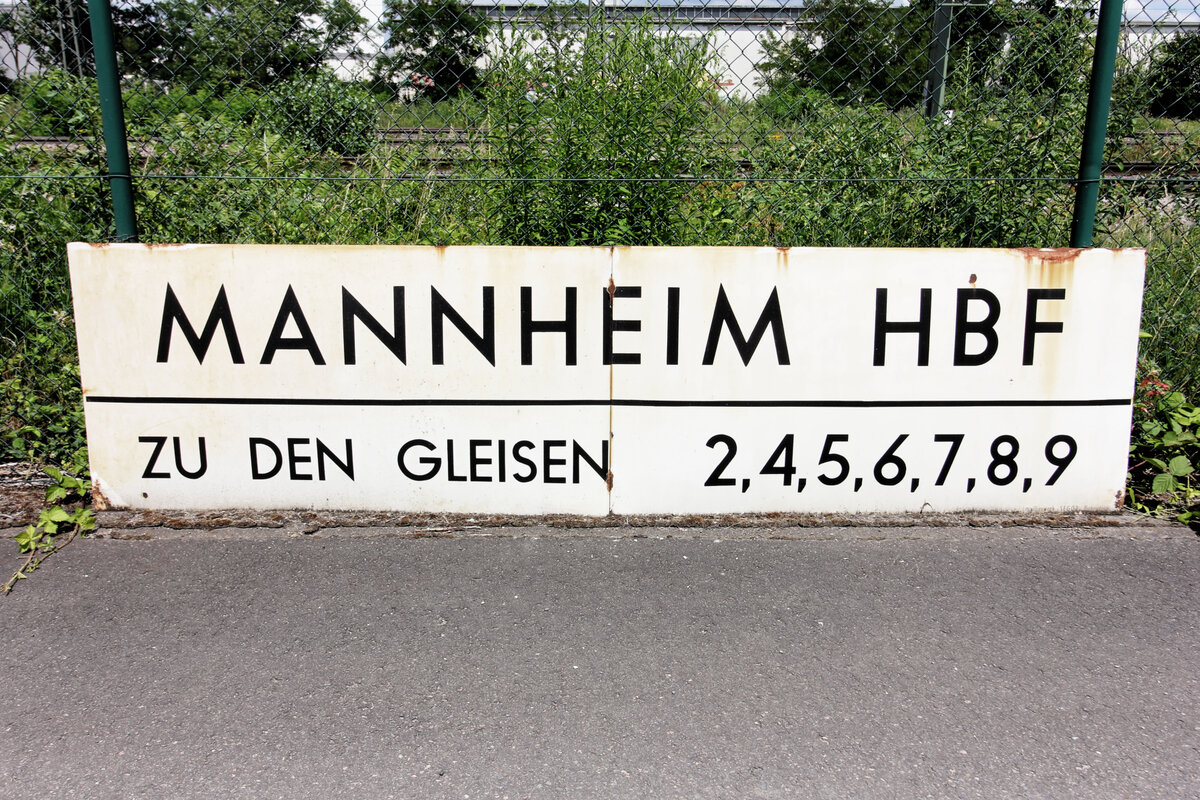 MANNHEIM HBF
ZU DEN GLEISEN 2,4,5,6,7,8,9